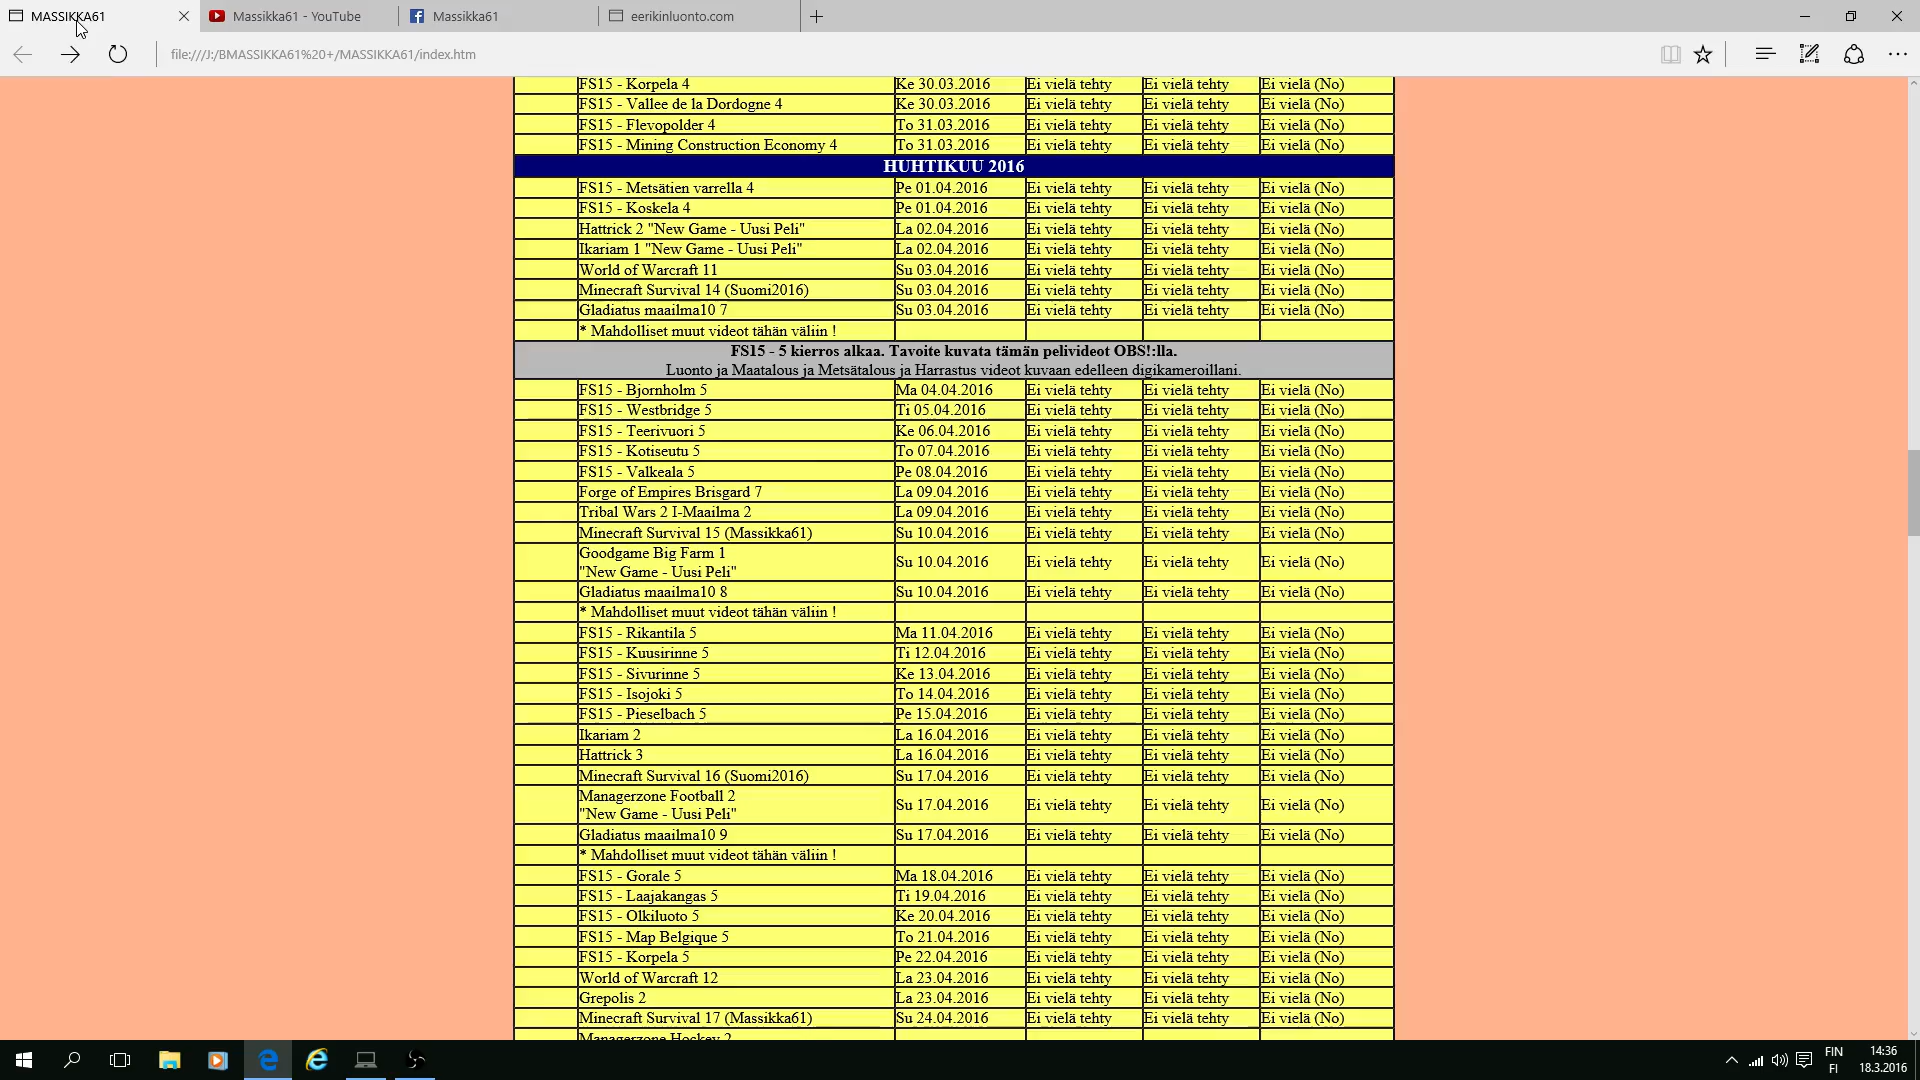 MASSIKKA61
Massikka61 - YouTube
Massikka61
eerikinluonto.com
file:///J:/BMASSIKKA61%20+/MASSIKKA61/index.htm
FS15 - Korpela 4 Ke 30.03.2016 Ei vielä tehty Ei vielä tehty Ei vielä (No)
FS15 - Vallee de la Dordogne 4 Ke 30.03.2016 Ei vielä tehty Ei vielä tehty Ei vielä (No)
FS15 - Flevopolder 4 To 31.03.2016 Ei vielä tehty Ei vielä tehty Ei vielä (No)
FS15 - Mining Construction Economy 4 To 31.03.2016 Ei vielä tehty Ei vielä tehty Ei vielä (No)
HUHTIKUU 2016
FS15 - Metsätien varrella 4 Pe 01.04.2016 Ei vielä tehty Ei vielä tehty Ei vielä (No)
FS15 - Koskela 4 Pe 01.04.2016 Ei vielä tehty Ei vielä tehty Ei vielä (No)
Hattrick 2 "New Game - Uusi Peli" La 02.04.2016 Ei vielä tehty Ei vielä tehty Ei vielä (No)
Ikariam 1 "New Game - Uusi Peli" La 02.04.2016 Ei vielä tehty Ei vielä tehty Ei vielä (No)
World of Warcraft 11 Su 03.04.2016 Ei vielä tehty Ei vielä tehty Ei vielä (No)
Minecraft Survival 14 (Suomi2016) Su 03.04.2016 Ei vielä tehty Ei vielä tehty Ei vielä (No)
Gladiatus maailma10 7 Su 03.04.2016 Ei vielä tehty Ei vielä tehty Ei vielä (No)
* Mahdolliset muut videot tähän väliin !
FS15 - 5 kierros alkaa. Tavoite kuvata tämän pelivideot OBS!:lla.
Luonto ja Maatalous ja Metsätalous ja Harrastus videot kuvaan edelleen digikameroillani.
FS15 - Bjornholm 5 Ma 04.04.2016 Ei vielä tehty Ei vielä tehty Ei vielä (No)
FS15 - Westbridge 5 Ti 05.04.2016 Ei vielä tehty Ei vielä tehty Ei vielä (No)
FS15 - Teerivuori 5 Ke 06.04.2016 Ei vielä tehty Ei vielä tehty Ei vielä (No)
FS15 - Kotiseutu 5 To 07.04.2016 Ei vielä tehty Ei vielä tehty Ei vielä (No)
FS15 - Valkeala 5 Pe 08.04.2016 Ei vielä tehty Ei vielä tehty Ei vielä (No)
Forge of Empires Brisgard 7 La 09.04.2016 Ei vielä tehty Ei vielä tehty Ei vielä (No)
Tribal Wars 2 I-Maailma 2 La 09.04.2016 Ei vielä tehty Ei vielä tehty Ei vielä (No)
Minecraft Survival 15 (Massikka61) Su 10.04.2016 Ei vielä tehty Ei vielä tehty Ei vielä (No)
Goodgame Big Farm 1
"New Game - Uusi Peli" Su 10.04.2016 Ei vielä tehty Ei vielä tehty Ei vielä (No)
Gladiatus maailma10 8 Su 10.04.2016 Ei vielä tehty Ei vielä tehty Ei vielä (No)
* Mahdolliset muut videot tähän väliin !
FS15 - Rikantila 5 Ma 11.04.2016 Ei vielä tehty Ei vielä tehty Ei vielä (No)
FS15 - Kuusirinne 5 Ti 12.04.2016 Ei vielä tehty Ei vielä tehty Ei vielä (No)
FS15 - Sivurinne 5 Ke 13.04.2016 Ei vielä tehty Ei vielä tehty Ei vielä (No)
FS15 - Isojoki 5 To 14.04.2016 Ei vielä tehty Ei vielä tehty Ei vielä (No)
FS15 - Pieselbach 5 Pe 15.04.2016 Ei vielä tehty Ei vielä tehty Ei vielä (No)
Ikariam 2 La 16.04.2016 Ei vielä tehty Ei vielä tehty Ei vielä (No)
Hattrick 3 La 16.04.2016 Ei vielä tehty Ei vielä tehty Ei vielä (No)
Minecraft Survival 16 (Suomi2016) Su 17.04.2016 Ei vielä tehty Ei vielä tehty Ei vielä (No)
Managerzone Football 2
"New Game - Uusi Peli" Su 17.04.2016 Ei vielä tehty Ei vielä tehty Ei vielä (No)
Gladiatus maailma10 9 Su 17.04.2016 Ei vielä tehty Ei vielä tehty Ei vielä (No)
* Mahdolliset muut videot tähän väliin !
FS15 - Gorale 5 Ma 18.04.2016 Ei vielä tehty Ei vielä tehty Ei vielä (No)
FS15 - Laajakangas 5 Ti 19.04.2016 Ei vielä tehty Ei vielä tehty Ei vielä (No)
FS15 - Olkiluoto 5 Ke 20.04.2016 Ei vielä tehty Ei vielä tehty Ei vielä (No)
FS15 - Map Belgique 5 To 21.04.2016 Ei vielä tehty Ei vielä tehty Ei vielä (No)
FS15 - Korpela 5 Pe 22.04.2016 Ei vielä tehty Ei vielä tehty Ei vielä (No)
World of Warcraft 12 La 23.04.2016 Ei vielä tehty Ei vielä tehty Ei vielä (No)
Grepolis 2 La 23.04.2016 Ei vielä tehty Ei vielä tehty Ei vielä (No)
Minecraft Survival 17 (Massikka61) Su 24.04.2016 Ei vielä tehty Ei vielä tehty Ei vielä (No)
Managerzone Hockey 2
FIN 14:36
FI 18.3.2016